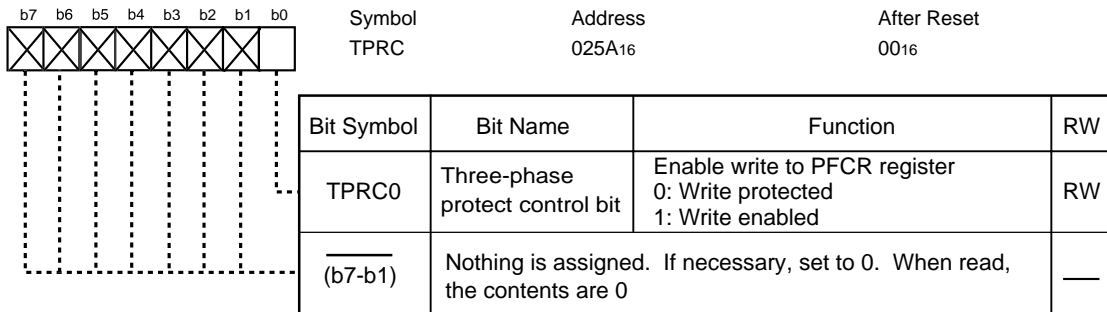 b7 b6 b5 b4 b3 b2 b1 b0
Symbol Address After Reset
TPRC 025A16 0016
Bit Symbol Bit Name Function RW
TPRC0
Three-phase
protect control bit
Enable write to PFCR register
0: Write protected
1: Write enabled
RW
(b7-b1)
Nothing is assigned. If necessary, set to 0. When read,
the contents are 0